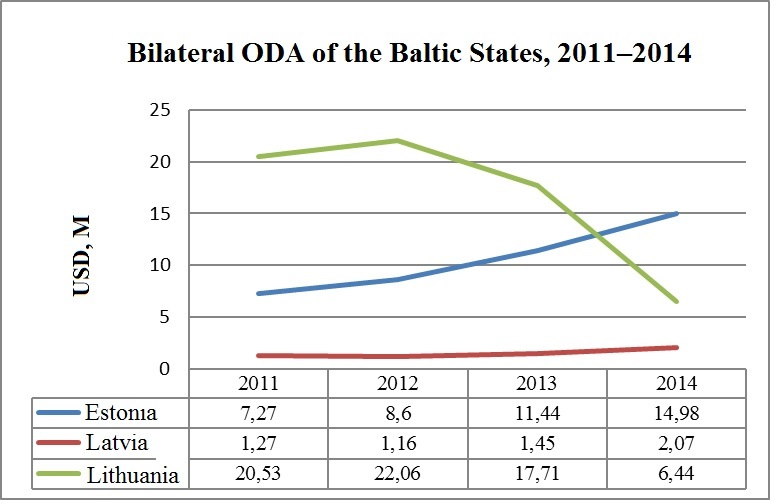 Bilateral ODA of the Baltic States, 2011–2014
25
20
15
10
5
0
USD, M
2011 2012 2013 2014
Estonia 7,27 8,6 11,44 14,98
Latvia 1,27 1,16 1,45 2,07
Lithuania 20,53 22,06 17,71 6,44